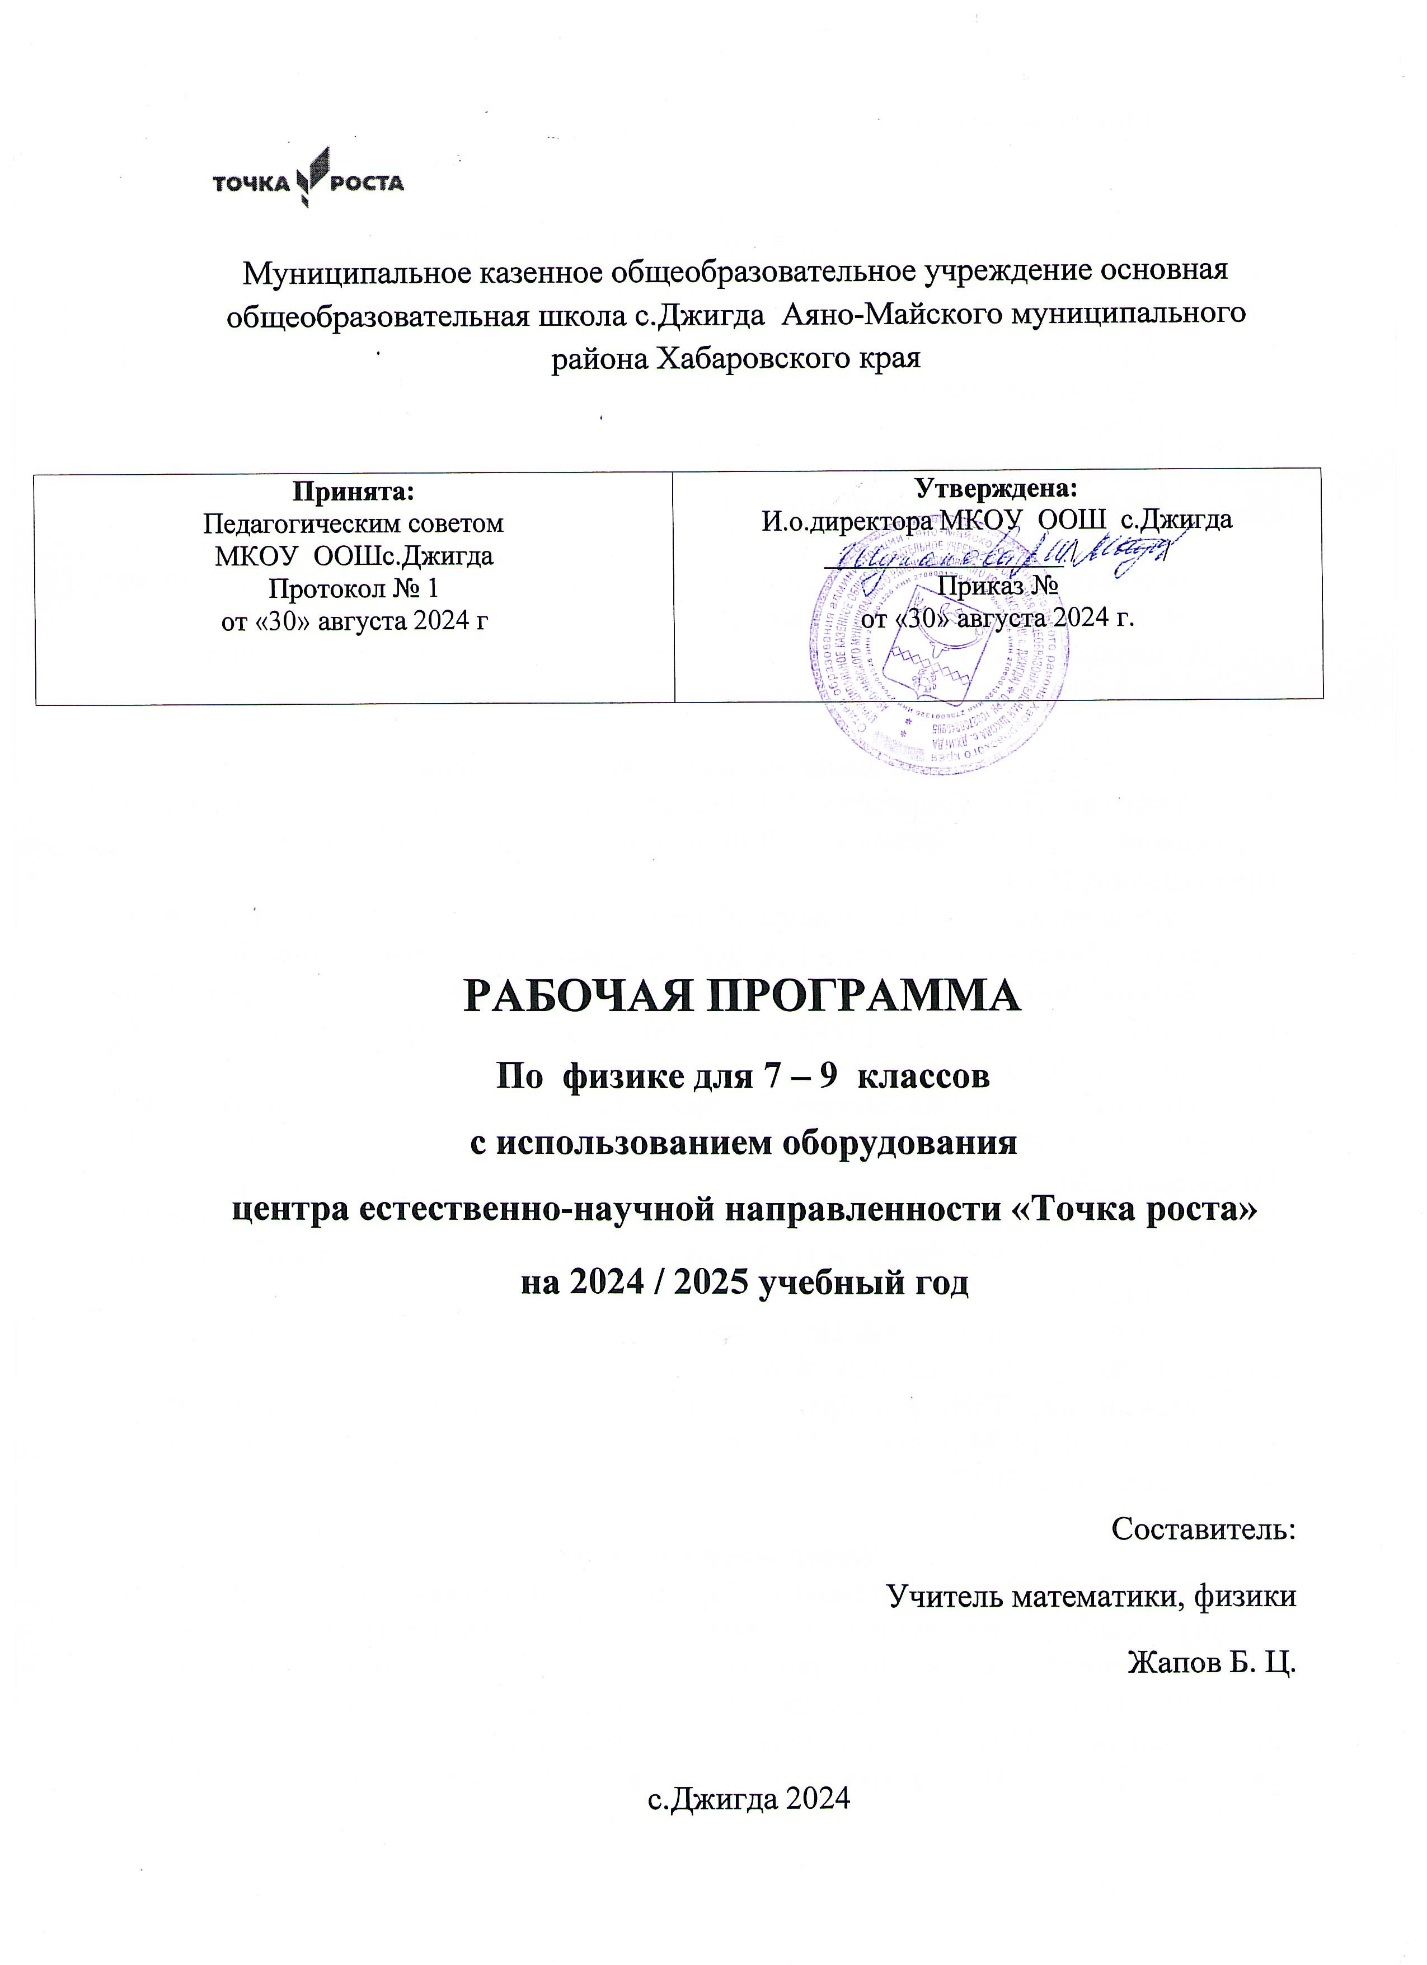 ТОЧКА РОСТА
Муниципальное казенное общеобразовательное учреждение основная
общеобразовательная школа с.Джигда Аяно-Майского муниципального
района Хабаровского края
Принята:
Педагогическим советом
МКОУ ООШс.Джигда
Протокол № 1
от «30» августа 2024 г
Утверждена:
И.о.директора МКОУ ООШ с.Джигда
Приказ №
от «30» августа 2024 г.
РАБОЧАЯ ПРОГРАММА
По физике для 7 – 9 классов
с использованием оборудования
центра естественно-научной направленности «Точка роста»
на 2024 / 2025 учебный год
Составитель:
Учитель математики, физики
Жапов Б. Ц.
с.Джигда 2024